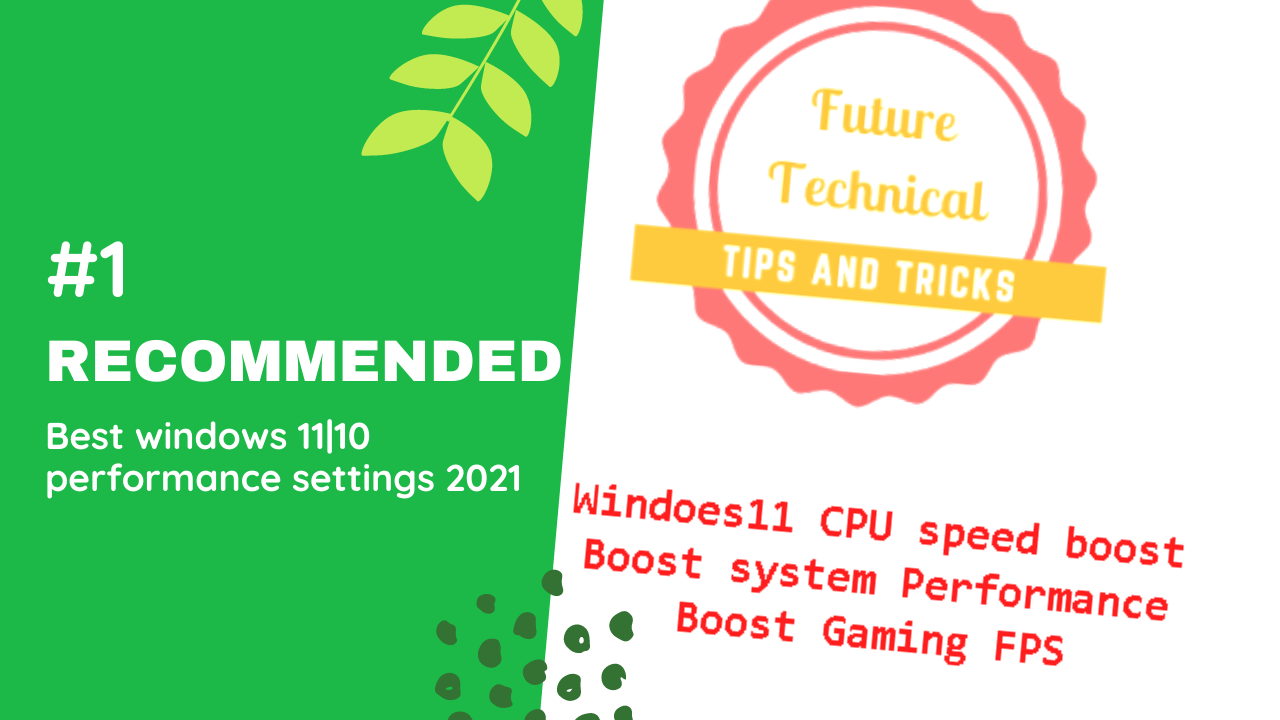 #1
RECOMMENDED
Best windows 11|10
performance settings 2021
Future
Technical
TIPS AND TRICKS
Windoes11 CPU speed boost
Boost system Performance
Boost Gaming FPS